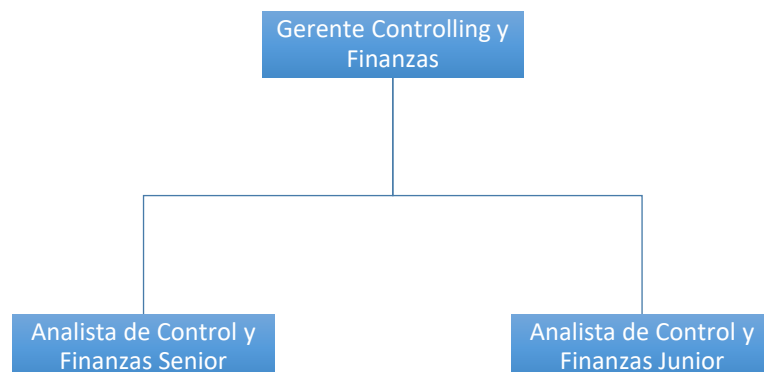 Gerente Controlling y
Finanzas
Analista de Control y
Finanzas Senior
Analista de Control y
Finanzas Junior